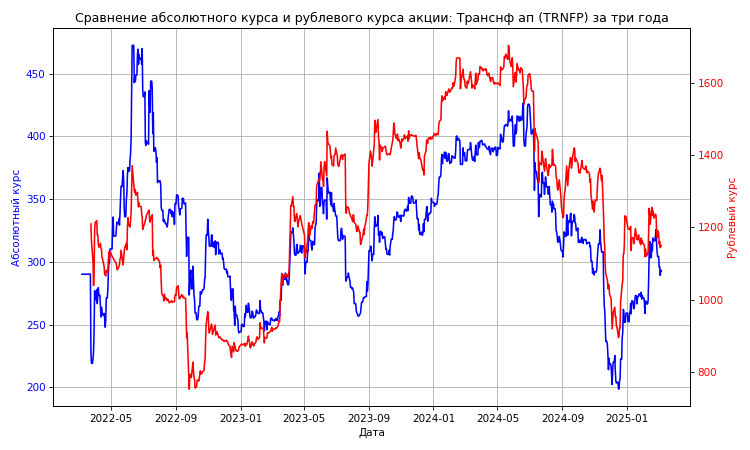 Сравнение абсолютного курса и рублевого курса акции: Транснф ап (TRNFP) за три года
Абсолютный курс
450
400
350
300
250
200
1600
1400
1200
1000
800
Рублевый курс
2022-05 2022-09 2023-01 2023-05 2023-09 2024-01 2024-05 2024-09 2025-01
Дата